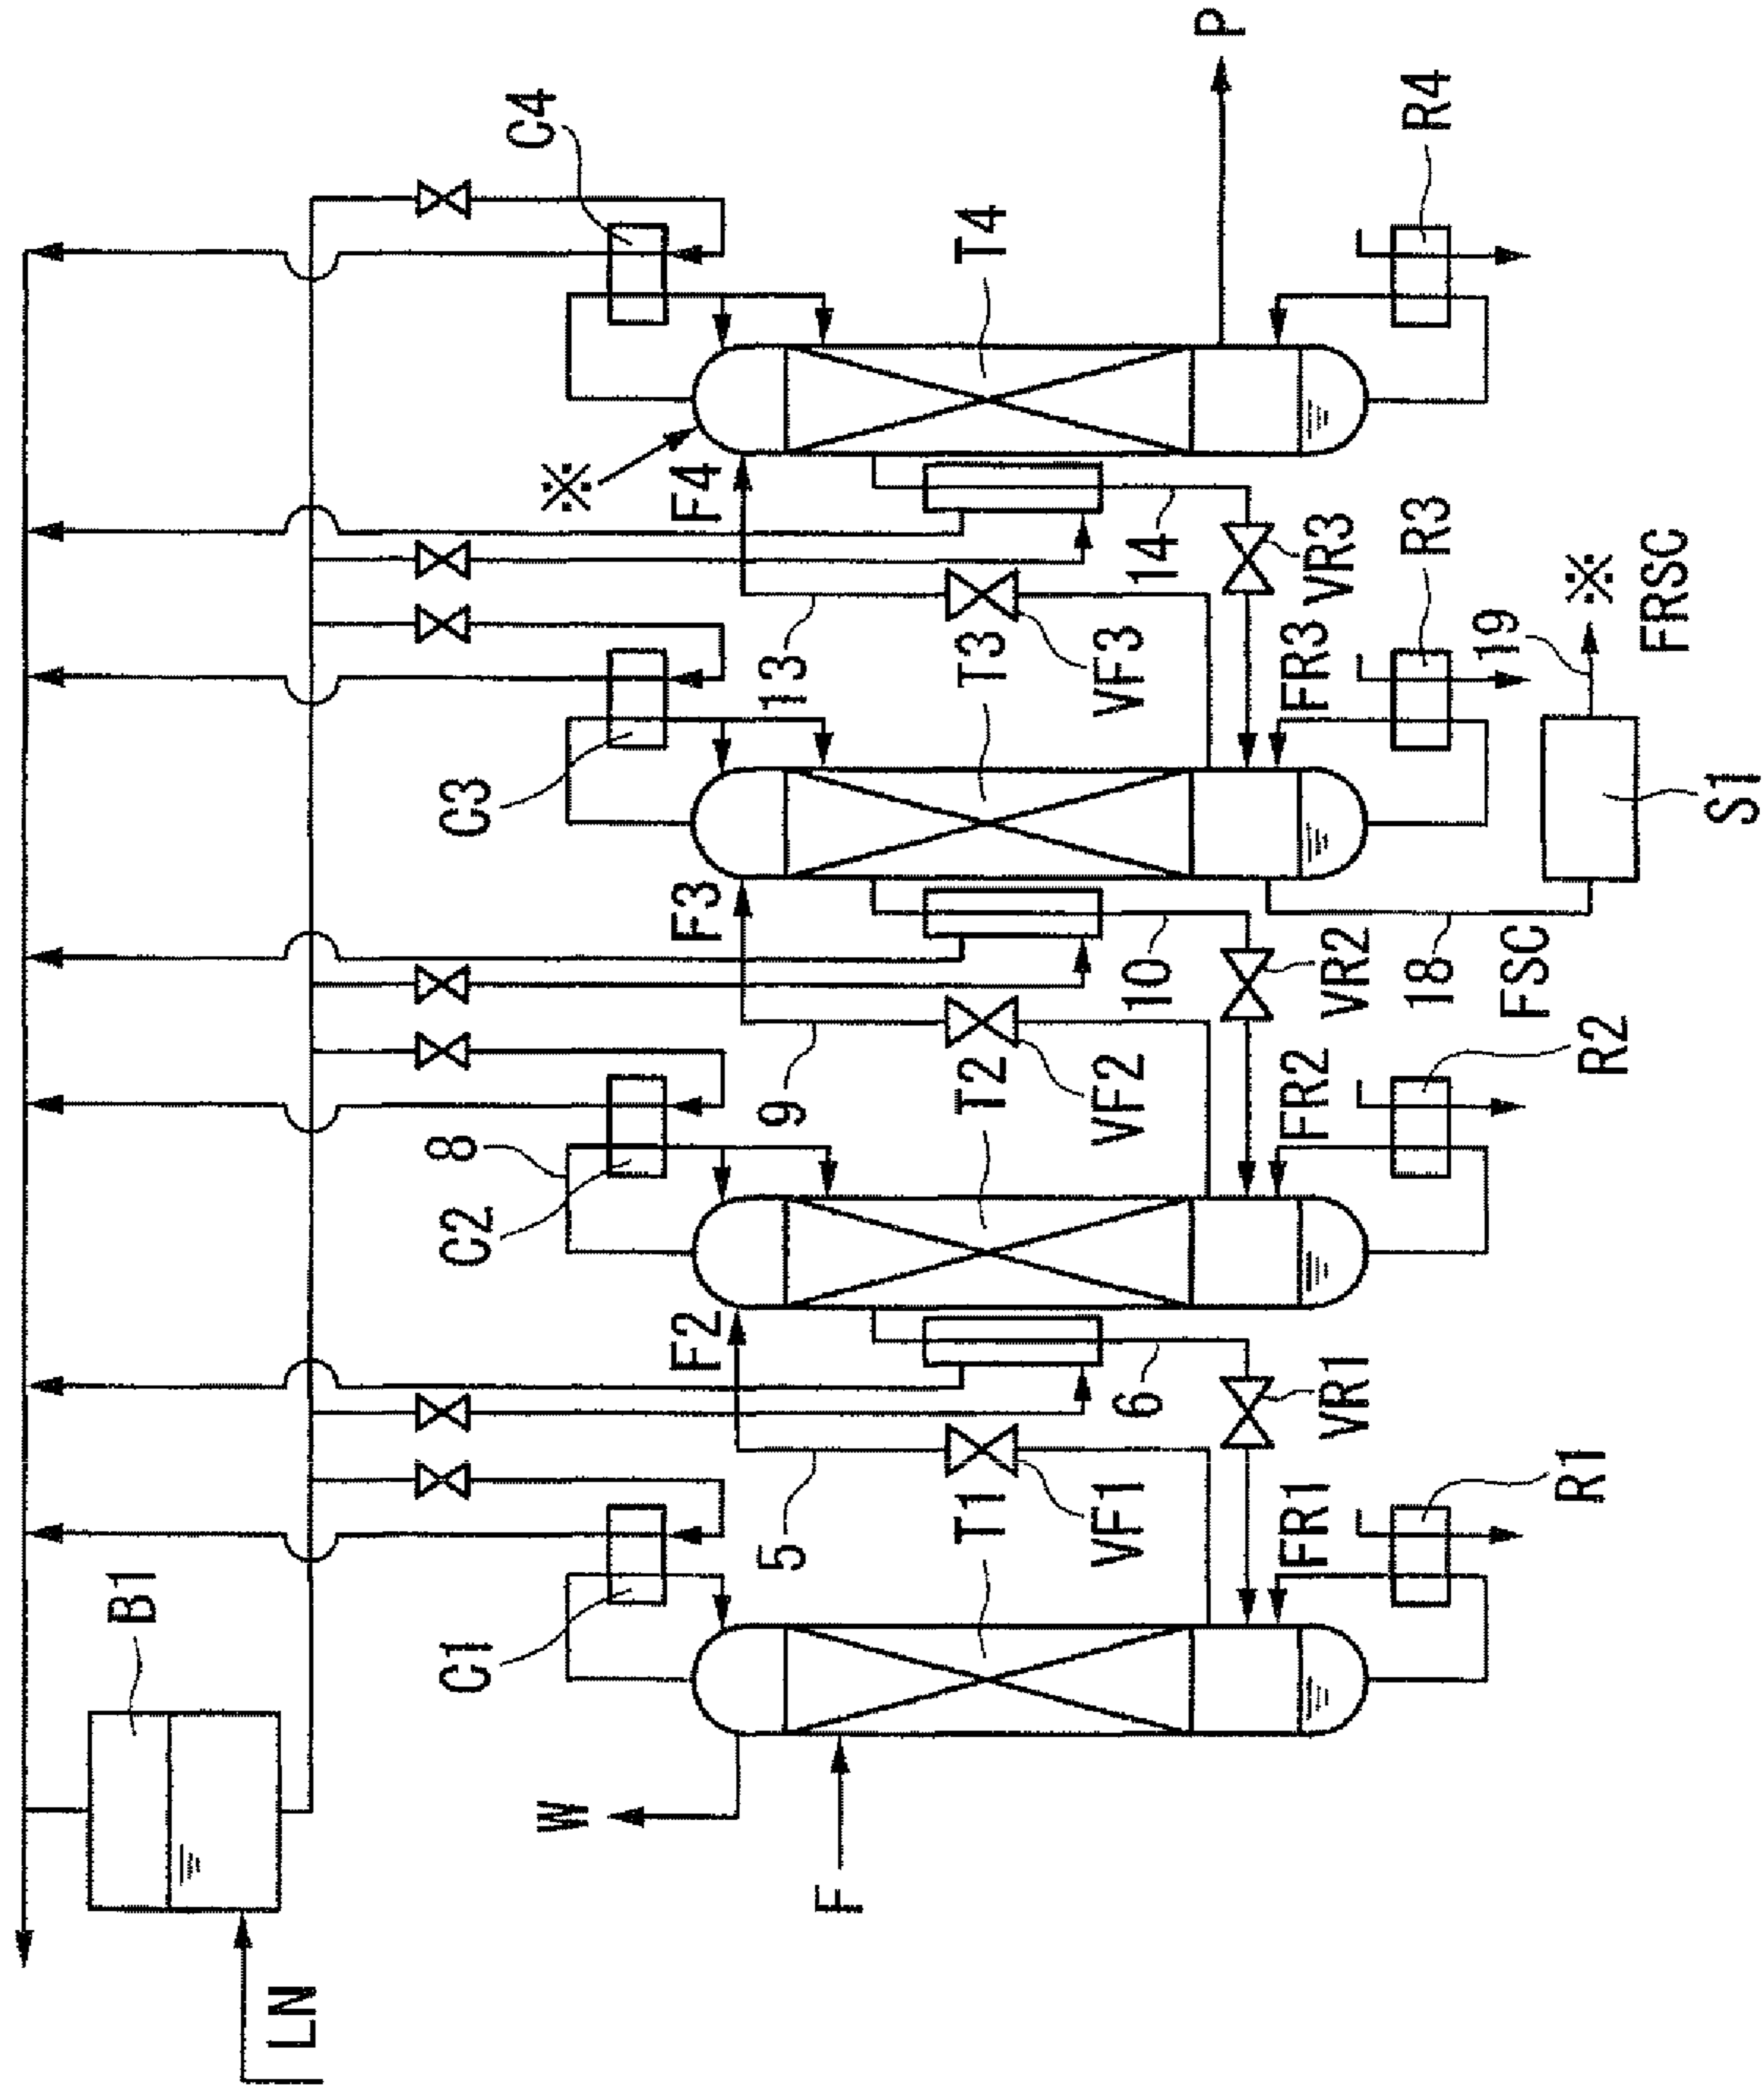 LN
B1
W
F
C1
T1
5
VF1
F2
6
VR1
FR1
R1
C2
8
T2
9
VF2
F3
10
VR2
FR2
R2
C3
T3
13
VF3
F4
※
14
VR3
FR3
R3
18
FSC
S1
19
※
FRSC
C4
T4
P
R4